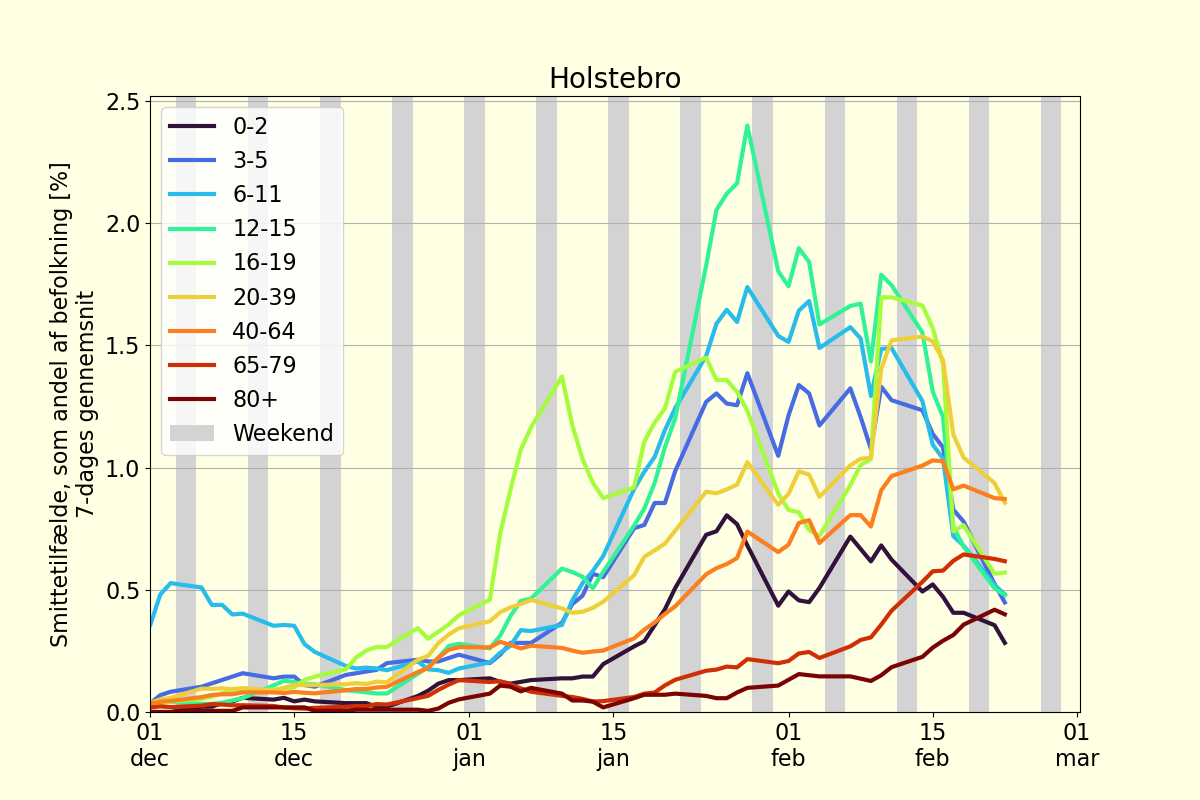 Holstebro
Smittetilfælde, som andel af befolkning [%]
7-dages gennemsnit
2.5
2.0
1.5
1.0
0.5
0.0
0-2
3-5
6-11
12-15
16-19
20-39
40-64
65-79
80+
Weekend
01 15 01 15 01 15 01
dec dec jan jan feb feb mar